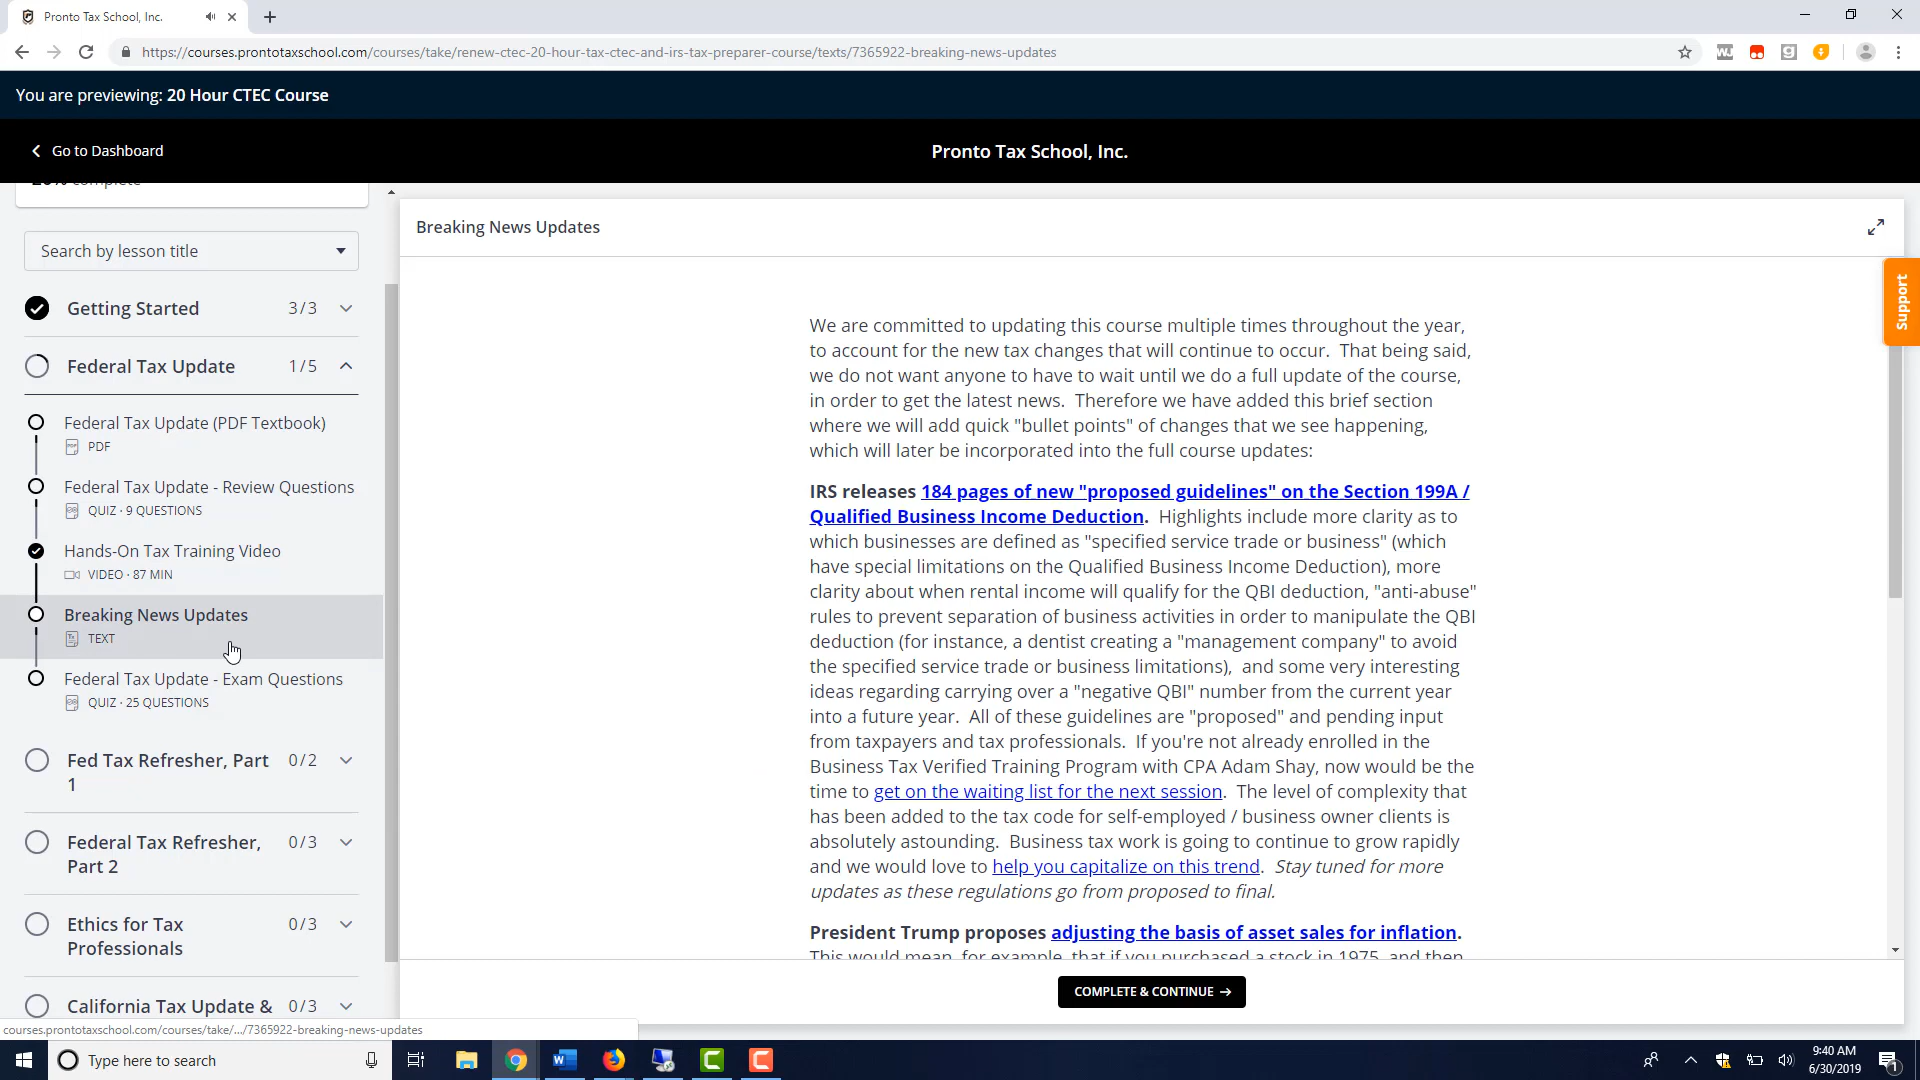 Pronto Tax School, Inc.
https://courses.prontotaxschool.com/courses/take/renew-ctec-20-hour-tax-ctec-and-irs-tax-preparer-course/texts/7365922-breaking-news-updates
You are previewing: 20 Hour CTEC Course
Go to Dashboard
Pronto Tax School, Inc.
complete
Search by lesson title
Getting Started 3/3
Federal Tax Update 1/5
Federal Tax Update (PDF Textbook)
PDF
Federal Tax Update - Review Questions
QUIZ · 9 QUESTIONS
Hands-On Tax Training Video
VIDEO · 87 MIN
Breaking News Updates
TEXT
Federal Tax Update - Exam Questions
QUIZ · 25 QUESTIONS
Fed Tax Refresher, Part 0/2
1
Federal Tax Refresher, 0/3
Part 2
Ethics for Tax 0/3
Professionals
California Tax Update & 0/3
courses.prontotaxschool.com/courses/take/.../7365922-breaking-news-updates
Breaking News Updates
Support
We are committed to updating this course multiple times throughout the year,
to account for the new tax changes that will continue to occur. That being said,
we do not want anyone to have to wait until we do a full update of the course,
in order to get the latest news. Therefore we have added this brief section
where we will add quick "bullet points" of changes that we see happening,
which will later be incorporated into the full course updates:
IRS releases 184 pages of new "proposed guidelines" on the Section 199A /
Qualified Business Income Deduction. Highlights include more clarity as to
which businesses are defined as "specified service trade or business" (which
have special limitations on the Qualified Business Income Deduction), more
clarity about when rental income will qualify for the QBI deduction, "anti-abuse"
rules to prevent separation of business activities in order to manipulate the QBI
deduction (for instance, a dentist creating a "management company" to avoid
the specified service trade or business limitations), and some very interesting
ideas regarding carrying over a "negative QBI" number from the current year
into a future year. All of these guidelines are "proposed" and pending input
from taxpayers and tax professionals. If you're not already enrolled in the
Business Tax Verified Training Program with CPA Adam Shay, now would be the
time to get on the waiting list for the next session. The level of complexity that
has been added to the tax code for self-employed / business owner clients is
absolutely astounding. Business tax work is going to continue to grow rapidly
and we would love to help you capitalize on this trend. Stay tuned for more
updates as these regulations go from proposed to final.
President Trump proposes adjusting the basis of asset sales for inflation.
This would mean, for example, that if you purchased a stock in 1975, and then
COMPLETE & CONTINUE →
Type here to search
9:40 AM
6/30/2019
1